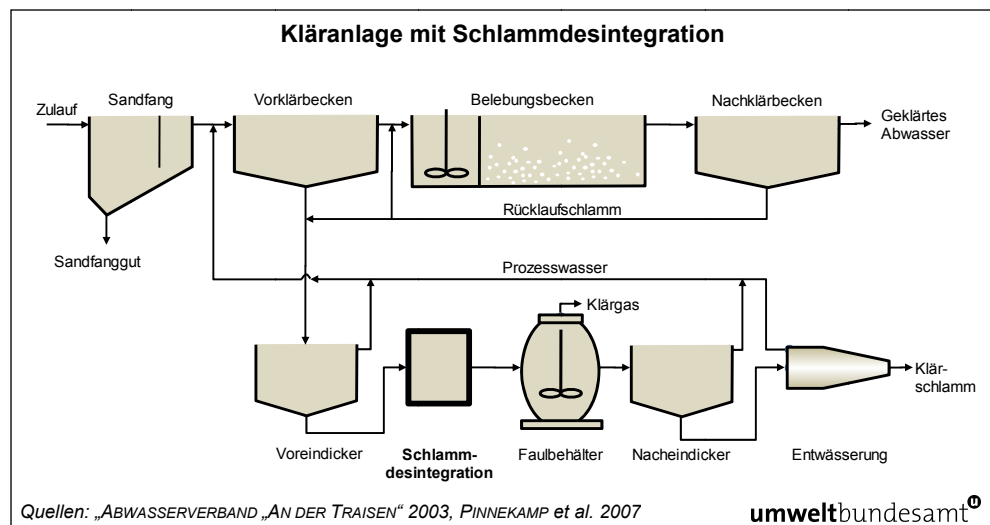 Kläranlage mit Schlammdesintegration
Zulauf
Sandfang
Vorklärbecken
Belebungsbecken
Nachklärbecken
Geklärtes
Abwasser
Rücklaufschlamm
Sandfanggut
Prozesswasser
Klärgas
Klär-
schlamm
Voreindicker
Schlamm-
desintegration
Faulbehälter
Nacheindicker
Entwässerung
Quellen: „ABWASSERVERBAND „AN DER TRAISEN“ 2003, PINNEKAMP et al. 2007
umweltbundesamt